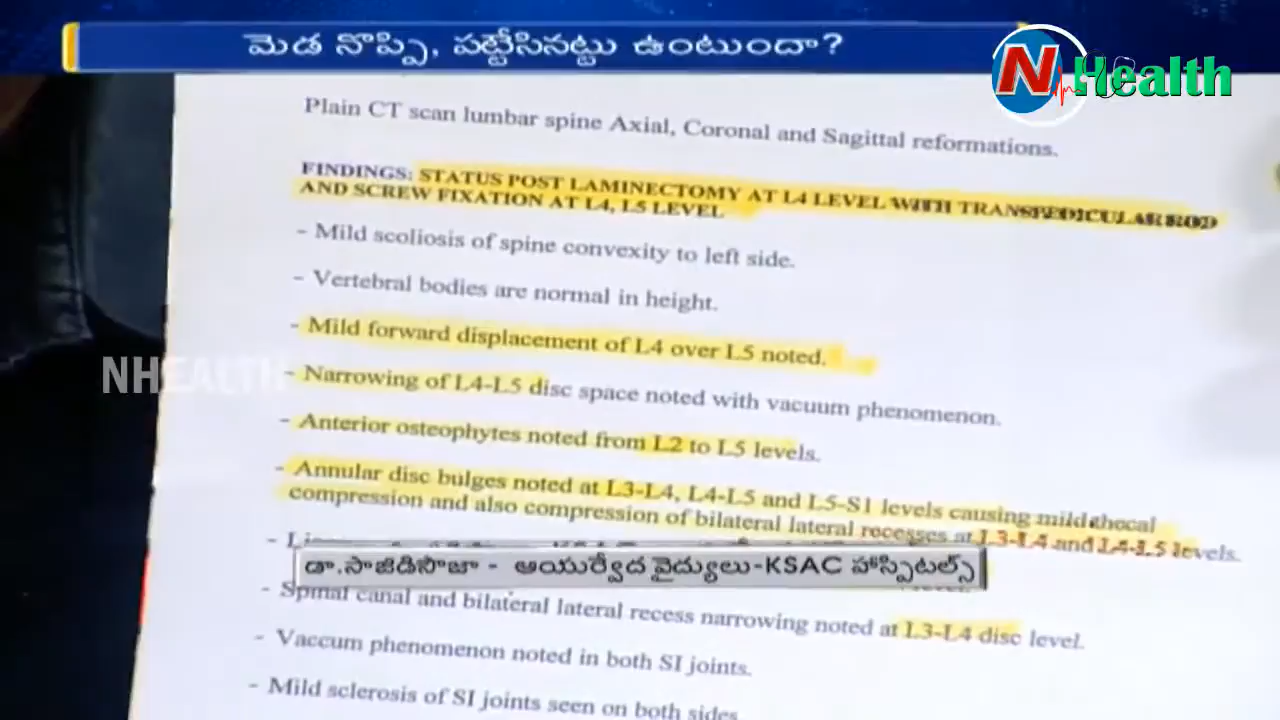 మెడ నొప్పి, పట్టేసినట్టు ఉంటుందా?
N Health
Plain CT scan lumbar spine Axial, Coronal and Sagittal reformations.
FINDINGS: STATUS POST LAMINECTOMY AT L4 LEVEL WITH TRANSPEDICULAR ROD
AND SCREW FIXATION AT L4, L5 LEVEL
- Mild scoliosis of spine convexity to left side.
- Vertebral bodies are normal in height.
- Mild forward displacement of L4 over L5 noted.
NHEALTH
- Narrowing of L4-L5 disc space noted with vacuum phenomenon.
- Anterior osteophytes noted from L2 to L5 levels.
- Annular disc bulges noted at L3-L4, L4-L5 and L5-S1 levels causing mild thecal
compression and also compression of bilateral lateral recesses at L3-L4 and L4-L5 levels.
డా.సాజిడిసౌజా - ఆయుర్వేద వైద్యులు-KSAC హాస్పిటల్స్
- Spinal canal and bilateral lateral recess narrowing noted at L3-L4 disc level.
- Vaccum phenomenon noted in both SI joints.
- Mild sclerosis of SI joints seen on both sides